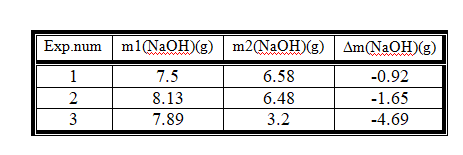 Exp.num m1(NaOH)(g) m2(NaOH)(g) Δm(NaOH)(g)
1 7.5 6.58 -0.92
2 8.13 6.48 -1.65
3 7.89 3.2 -4.69